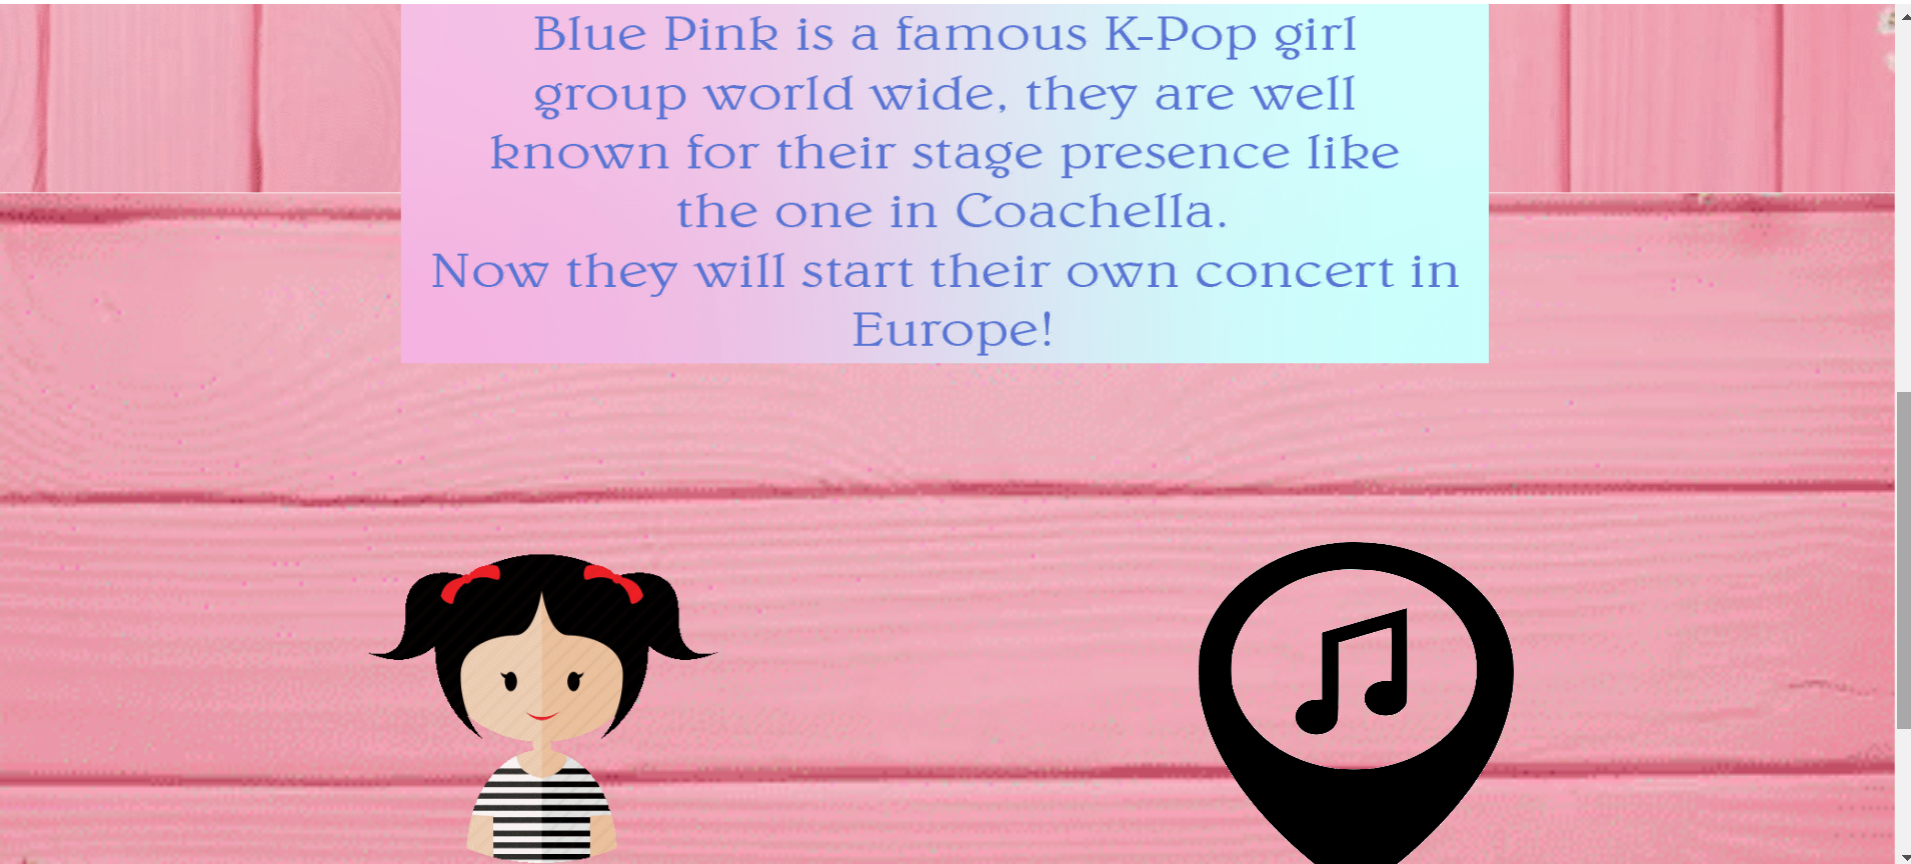 Blue Pink is a famous K-Pop girl
group world wide, they are well
known for their stage presence like
the one in Coachella.
Now they will start their own concert in
Europe!